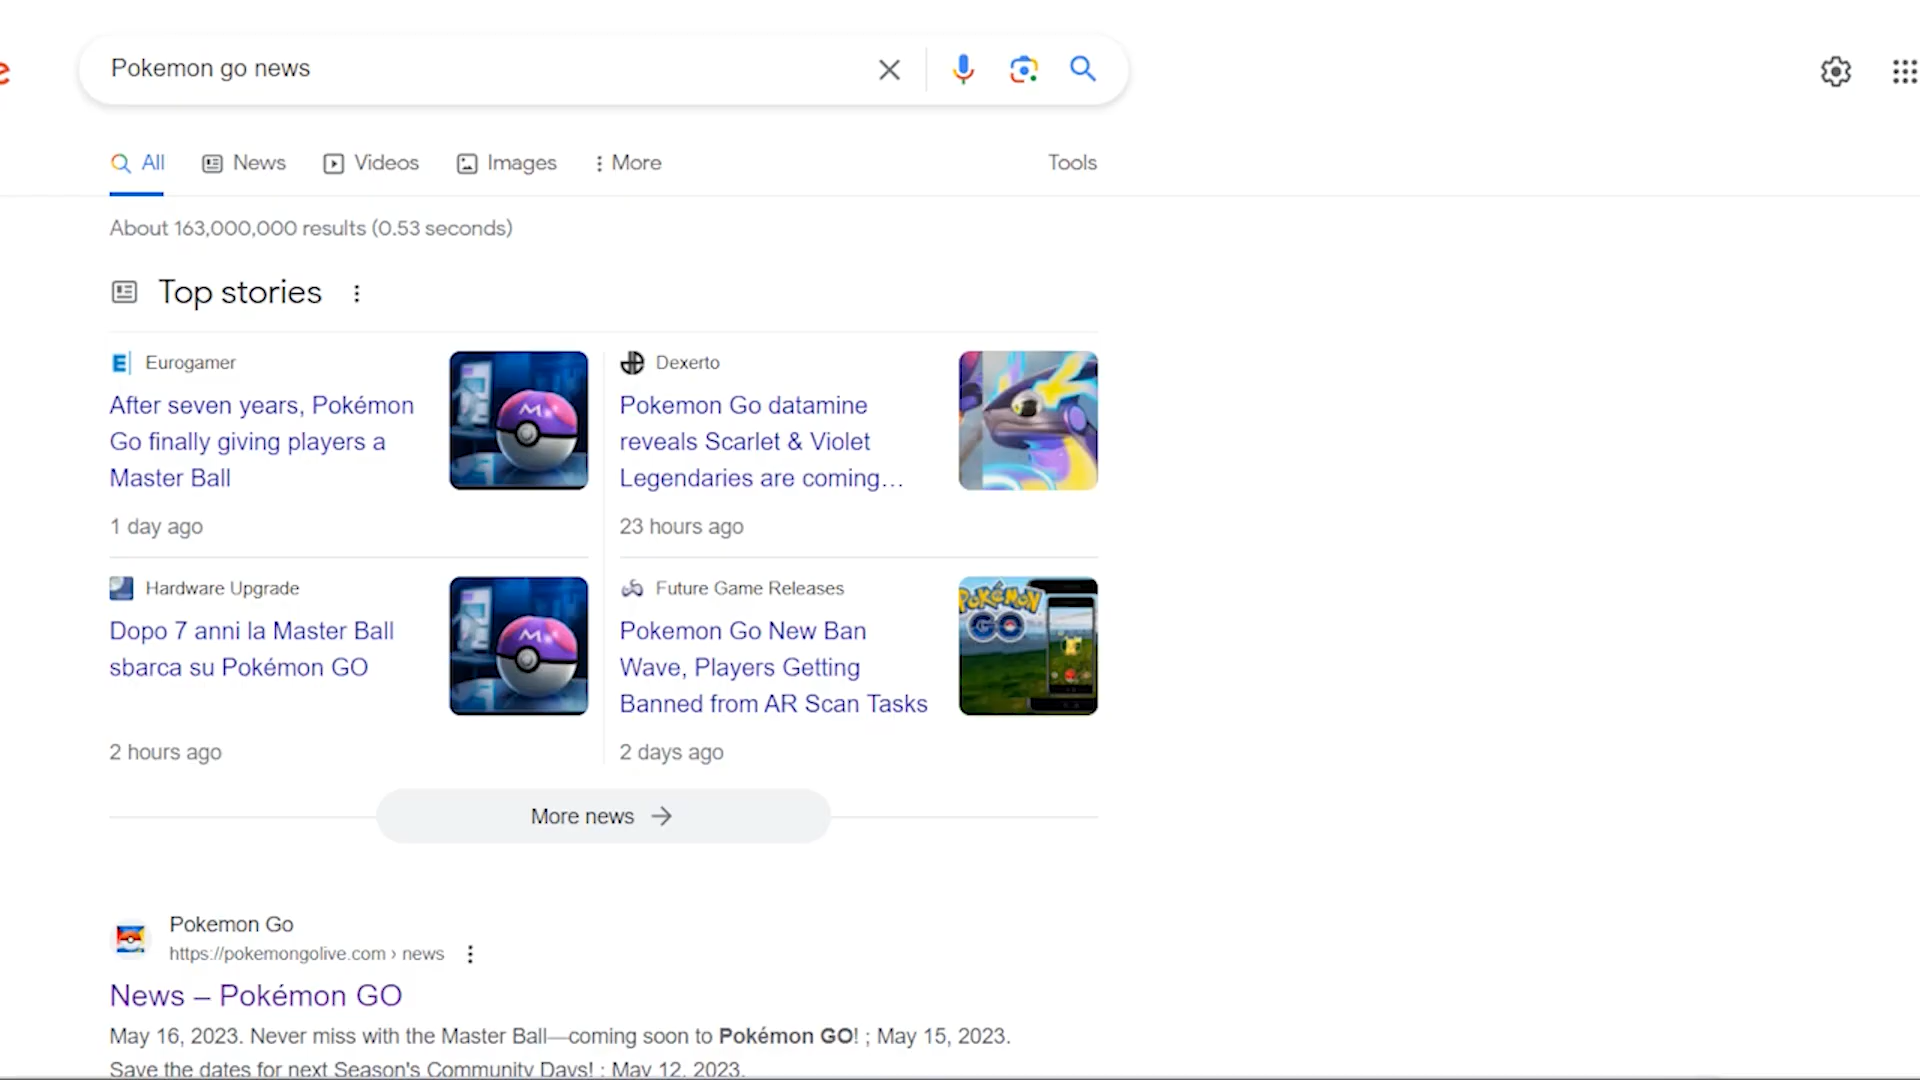 e
Pokemon go news
All News Videos Images More Tools
About 163,000,000 results (0.53 seconds)
Top stories
Eurogamer
After seven years, Pokémon
Go finally giving players a
Master Ball
1 day ago
Dexerto
Pokemon Go datamine
reveals Scarlet & Violet
Legendaries are coming...
23 hours ago
Hardware Upgrade
Dopo 7 anni la Master Ball
sbarca su Pokémon GO
2 hours ago
Future Game Releases
Pokemon Go New Ban
Wave, Players Getting
Banned from AR Scan Tasks
2 days ago
POKÉMON
GO
More news
Pokemon Go
https://pokemongolive.com › news
News – Pokémon GO
May 16, 2023. Never miss with the Master Ball—coming soon to Pokémon GO! ; May 15, 2023.
Save the dates for next Season's Community Days! ; May 12, 2023.